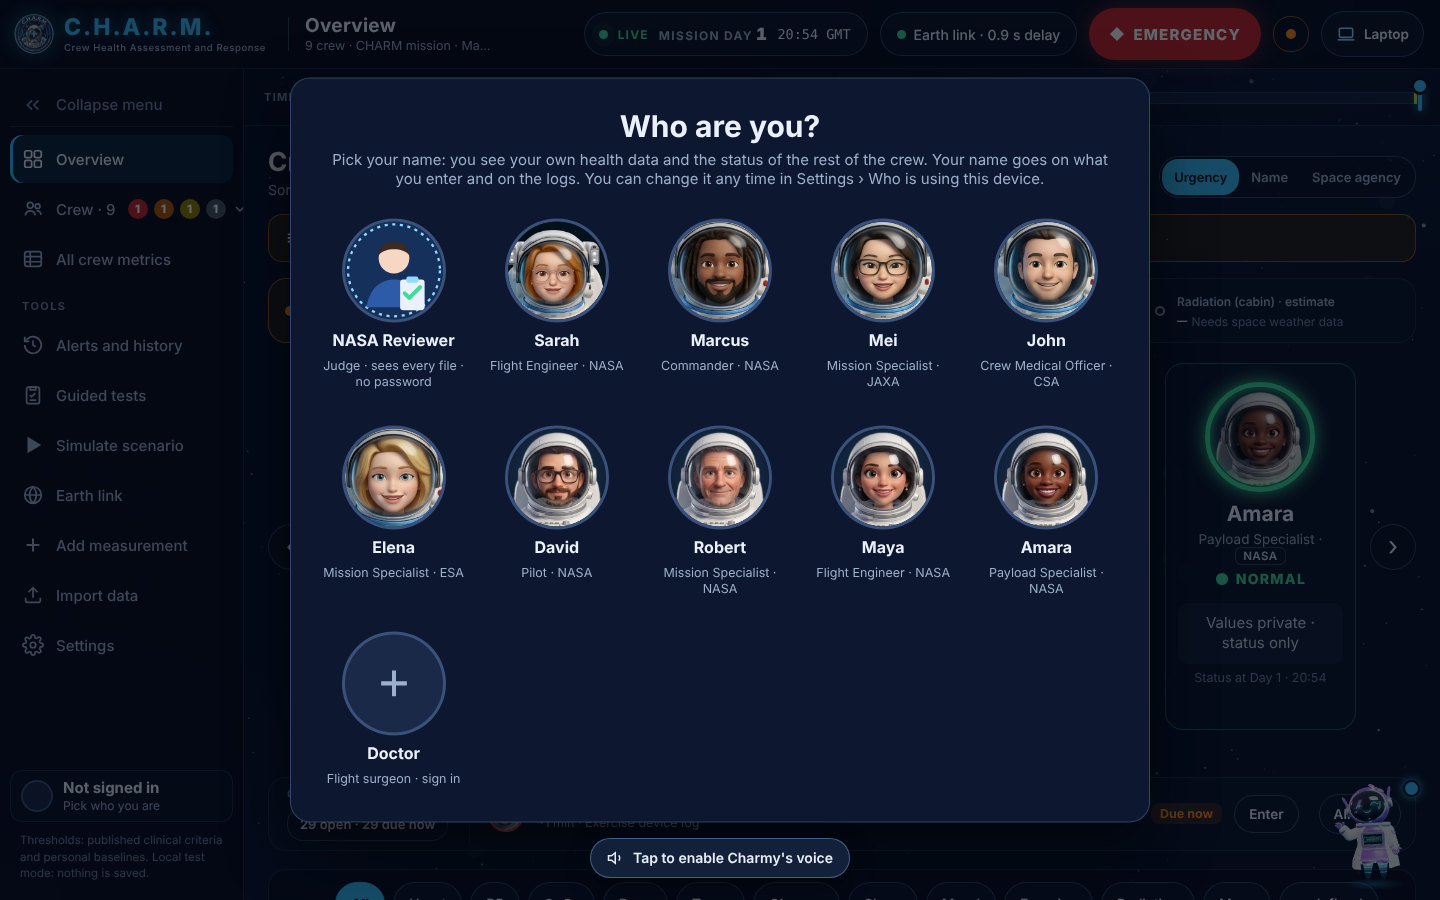 C.H.A.R.M.
Crew Health Assessment and Response
Overview
9 crew · CHARM mission · Ma...
LIVE MISSION DAY 1 20:54 GMT
Earth link · 0.9 s delay
EMERGENCY
Laptop
Collapse menu
Overview
Crew · 9 1 1 1 1
All crew metrics
TOOLS
Alerts and history
Guided tests
Simulate scenario
Earth link
Add measurement
Import data
Settings
Not signed in
Pick who you are
Thresholds: published clinical criteria
and personal baselines. Local test
mode: nothing is saved.
Who are you?
Pick your name: you see your own health data and the status of the rest of the crew. Your name goes on what
you enter and on the logs. You can change it any time in Settings › Who is using this device.
NASA Reviewer
Judge · sees every file ·
no password
Sarah
Flight Engineer · NASA
Marcus
Commander · NASA
Mei
Mission Specialist ·
JAXA
John
Crew Medical Officer ·
CSA
Elena
Mission Specialist · ESA
David
Pilot · NASA
Robert
Mission Specialist ·
NASA
Maya
Flight Engineer · NASA
Amara
Payload Specialist ·
NASA
Doctor
Flight surgeon · sign in
Urgency Name Space agency
Radiation (cabin) · estimate
— Needs space weather data
Amara
Payload Specialist ·
NASA
NORMAL
Values private ·
status only
Status at Day 1 · 20:54
29 open · 29 due now
~1 min · Exercise device log
Due now
Enter
Tap to enable Charmy's voice